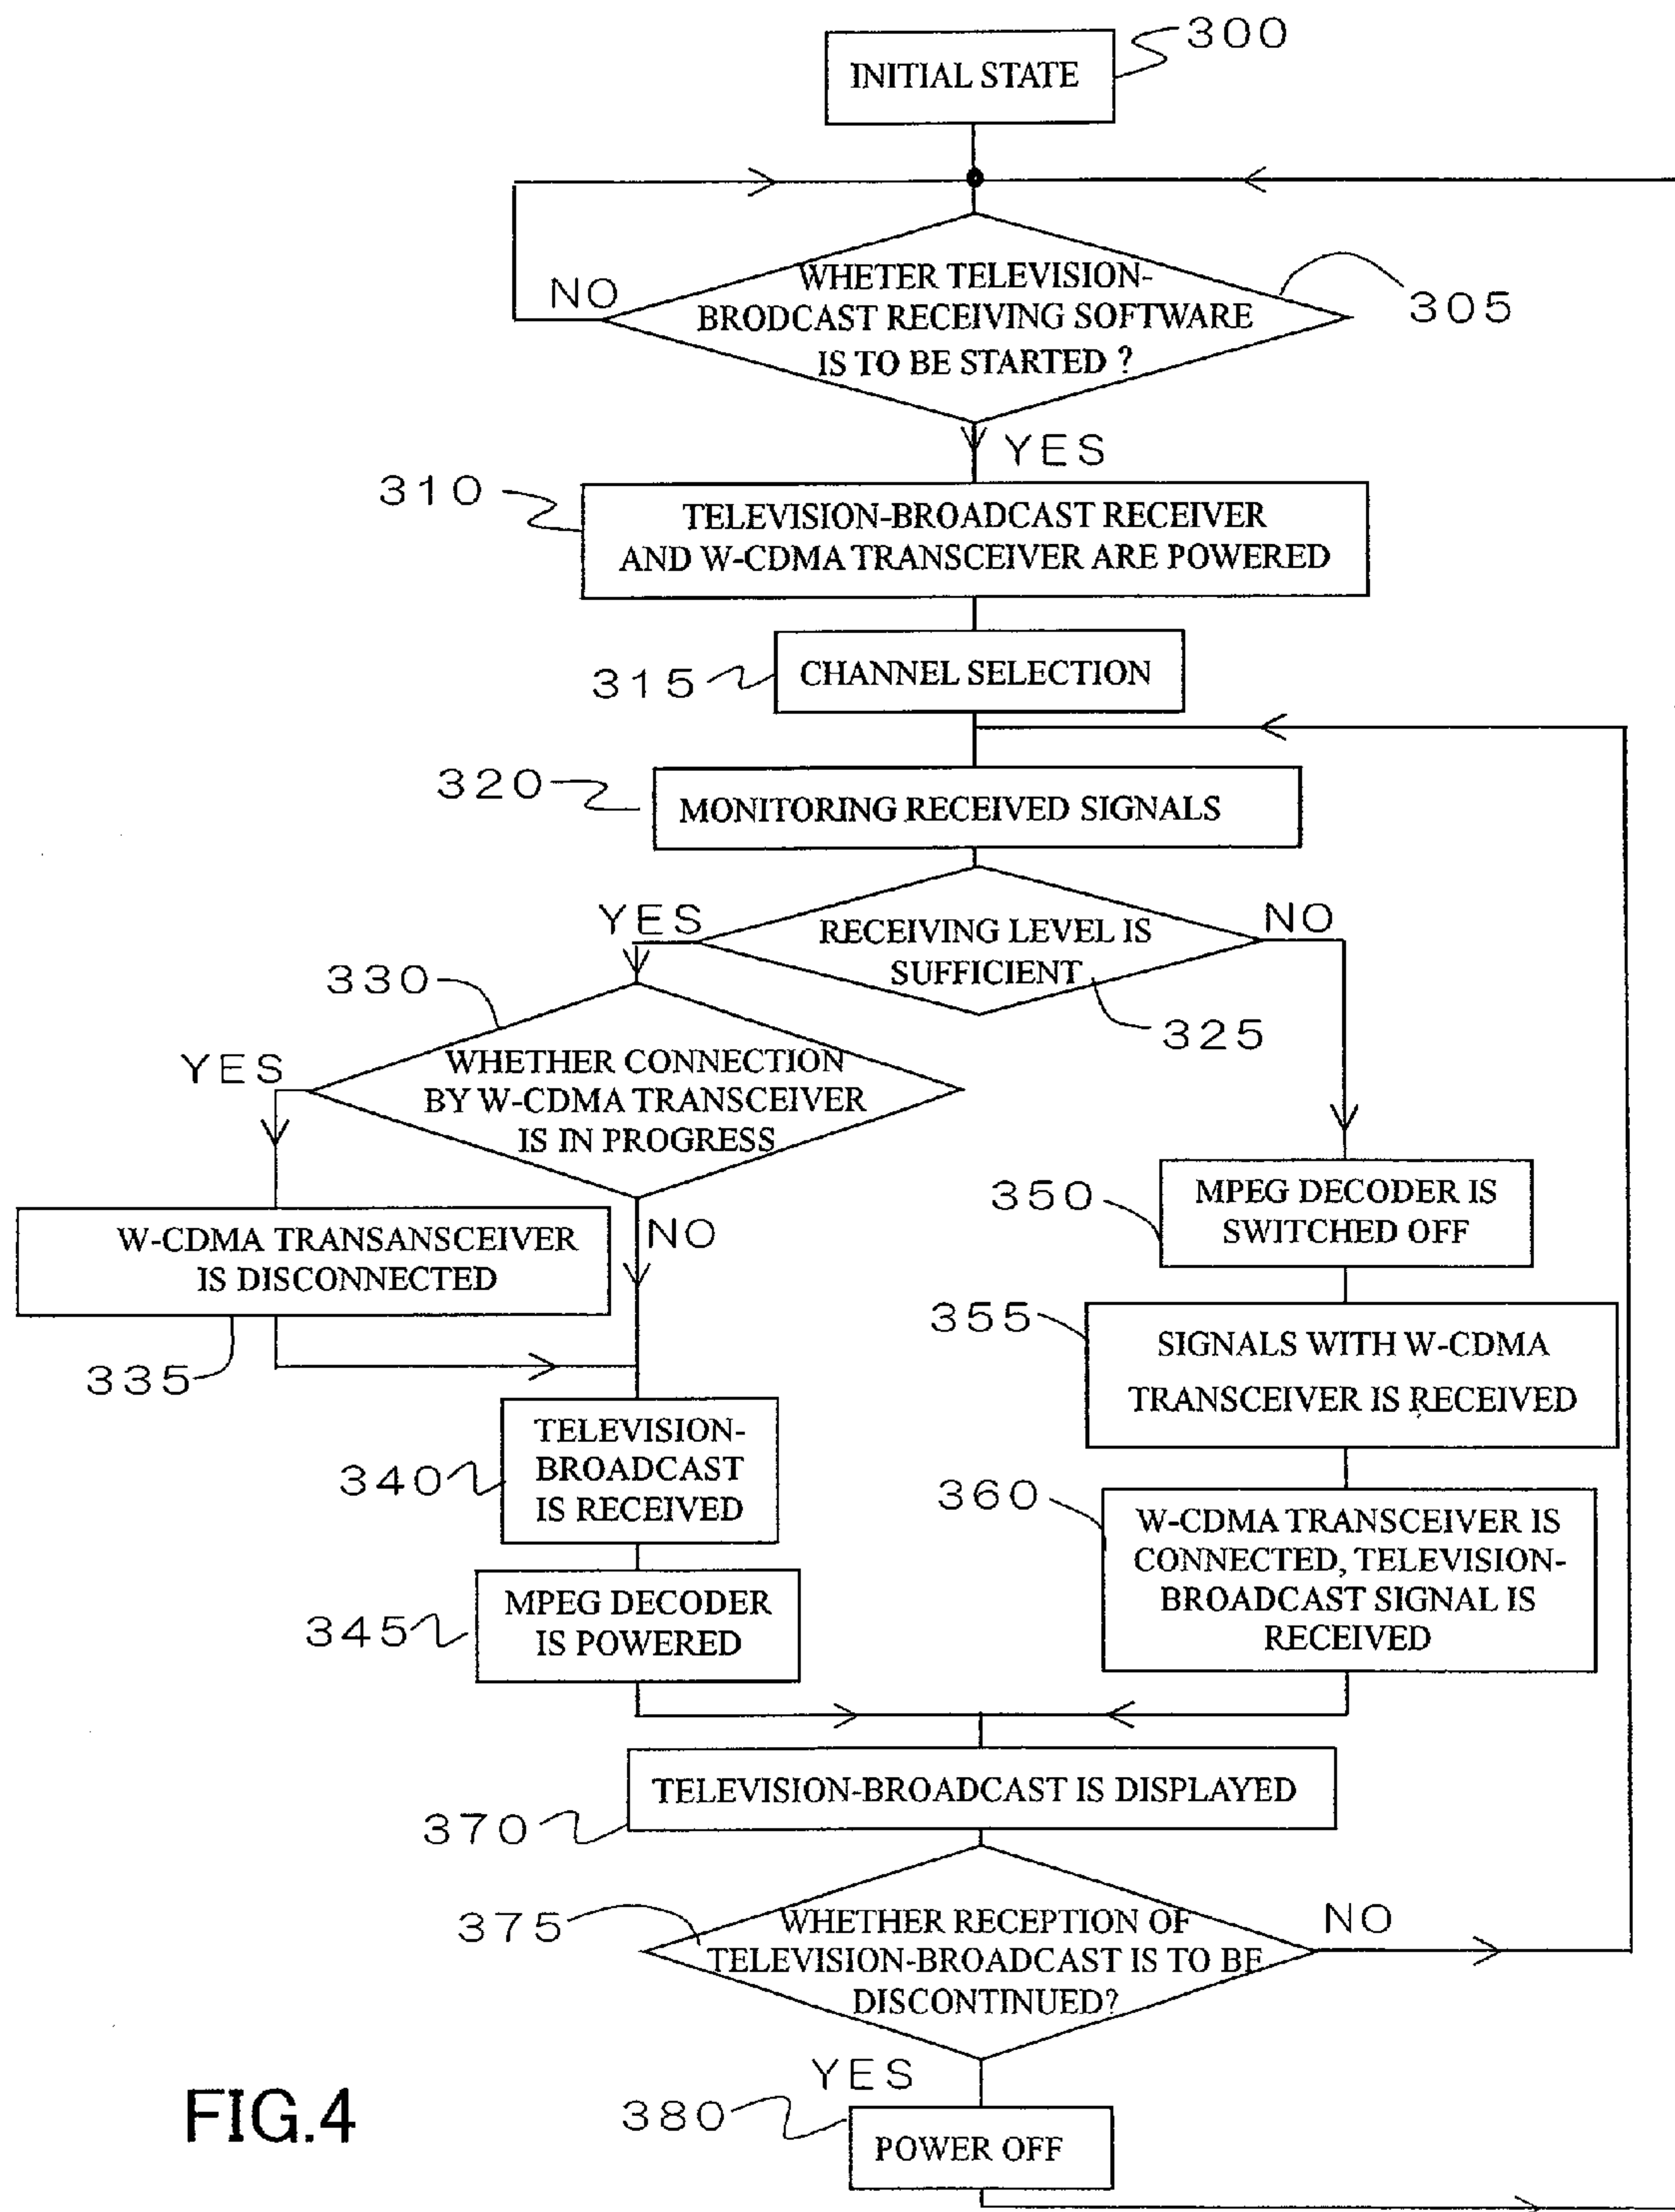 300
INITIAL STATE
NO
WHETER TELEVISION-
BRODCAST RECEIVING SOFTWARE
IS TO BE STARTED ?
305
YES
310
TELEVISION-BROADCAST RECEIVER
AND W-CDMA TRANSCEIVER ARE POWERED
315
CHANNEL SELECTION
320
MONITORING RECEIVED SIGNALS
YES
RECEIVING LEVEL IS
SUFFICIENT
NO
325
330
YES
WHETHER CONNECTION
BY W-CDMA TRANSCEIVER
IS IN PROGRESS
NO
W-CDMA TRANSANSCEIVER
IS DISCONNECTED
335
340
TELEVISION-
BROADCAST
IS RECEIVED
345
MPEG DECODER
IS POWERED
350
MPEG DECODER IS
SWITCHED OFF
355
SIGNALS WITH W-CDMA
TRANSCEIVER IS RECEIVED
360
W-CDMA TRANSCEIVER IS
CONNECTED, TELEVISION-
BROADCAST SIGNAL IS
RECEIVED
TELEVISION-BROADCAST IS DISPLAYED
370
375
WHETHER RECEPTION OF
TELEVISION-BROADCAST IS TO BE
DISCONTINUED?
NO
YES
380
POWER OFF
FIG.4